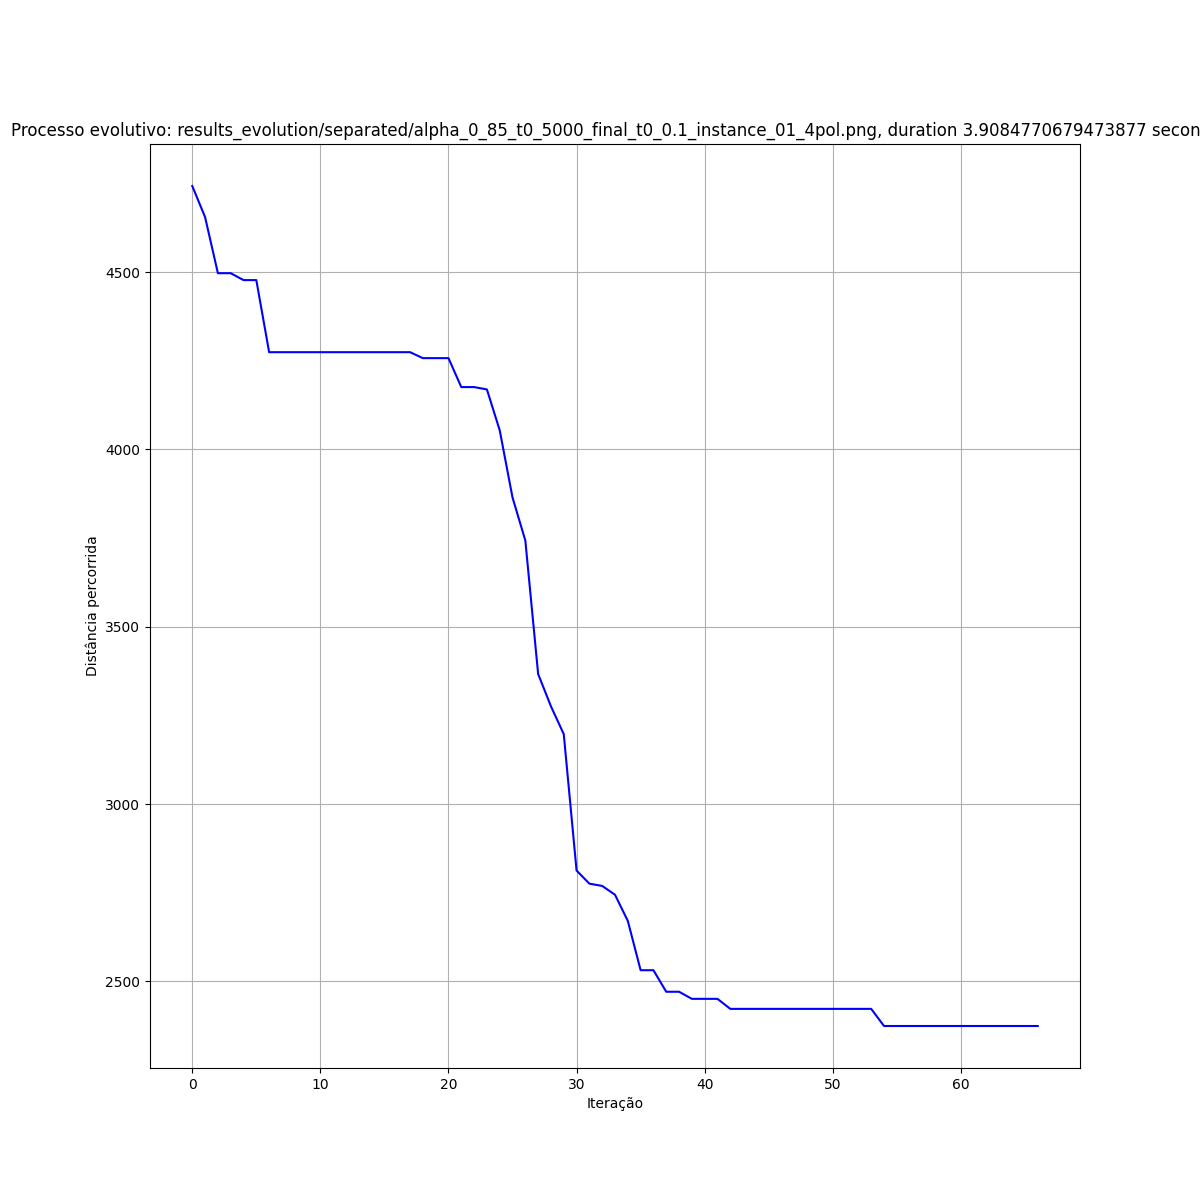 Processo evolutivo: results_evolution/separated/alpha_0_85_t0_5000_final_t0_0.1_instance_01_4pol.png, duration 3.9084770679473877 secon
4500
4000
3500
3000
2500
Distância percorrida
0 10 20 30 40 50 60
Iteração